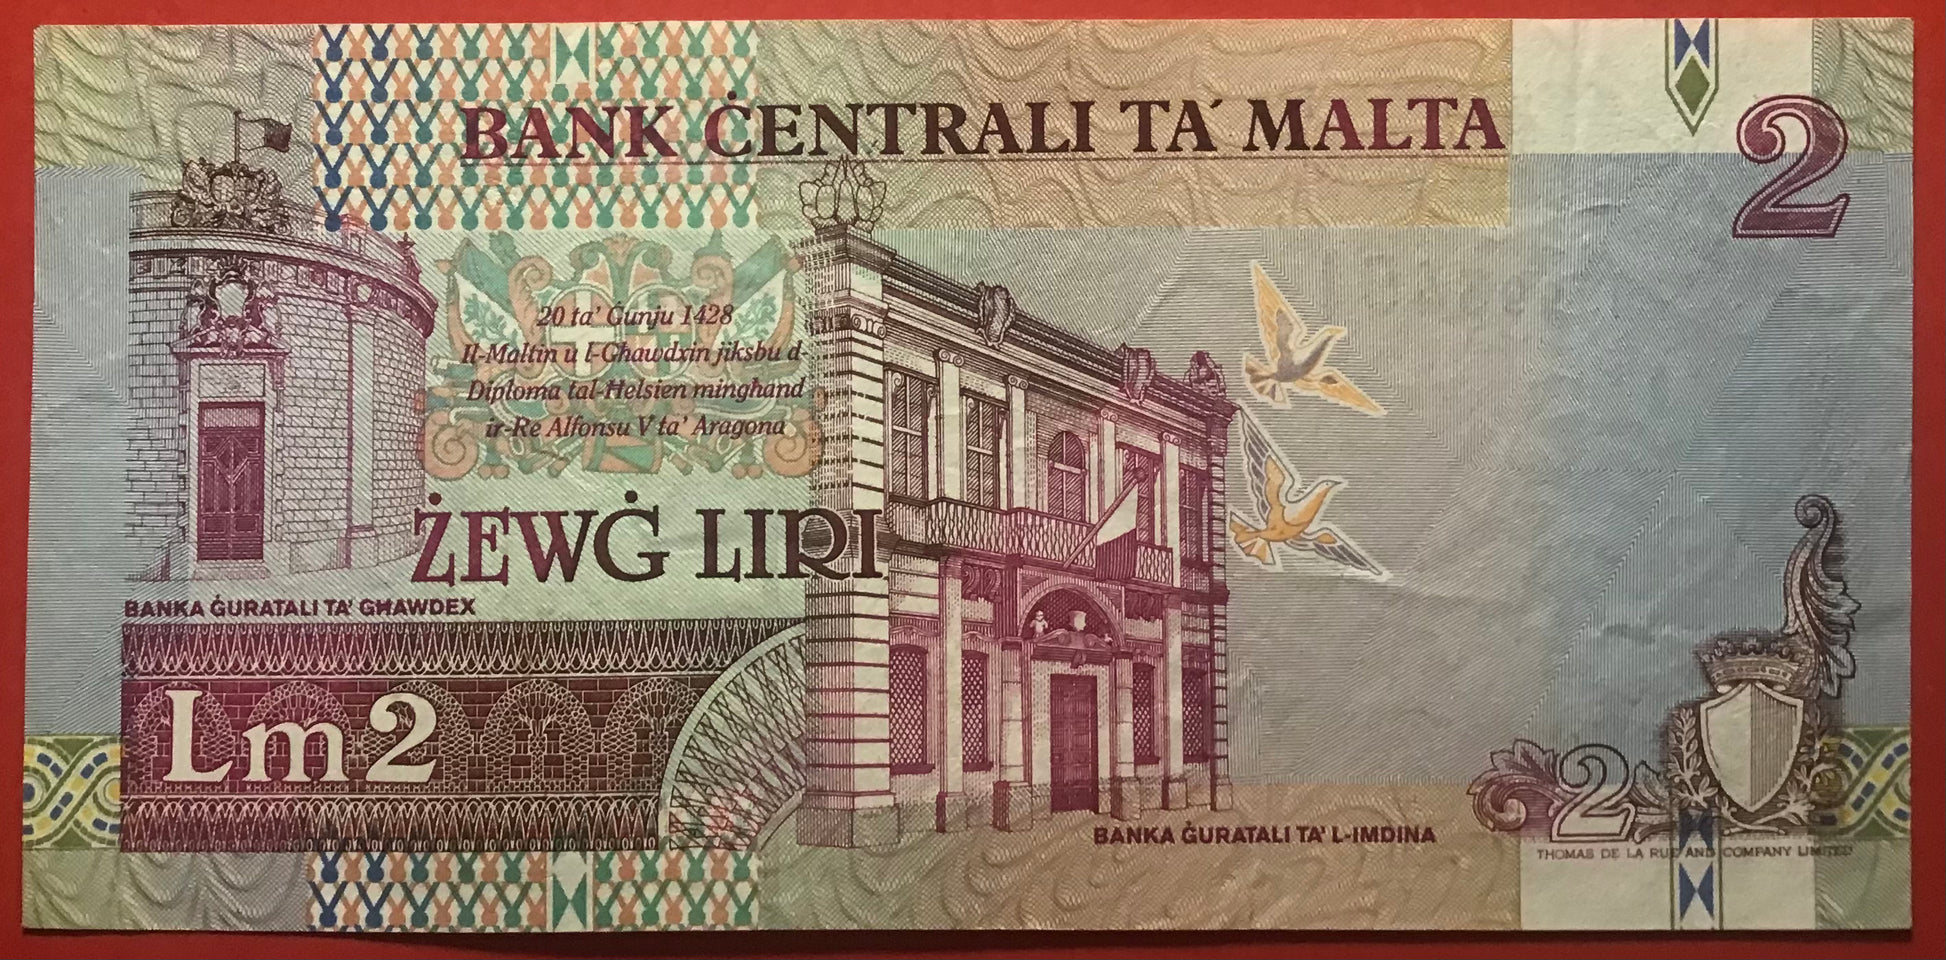 BANK ĊENTRALI TA' MALTA
2
20 ta' Ġunju 1428
Il-Maltin u l-Għawdxin jiksbu d-
Diploma tal-Ħelsien mingħand
ir-Re Alfonsu V ta' Aragona
ŻEWĠ LIRI
BANKA ĠURATALI TA' GĦAWDEX
Lm2
BANKA ĠURATALI TA' L-IMDINA
2
THOMAS DE LA RUE AND COMPANY LIMITED